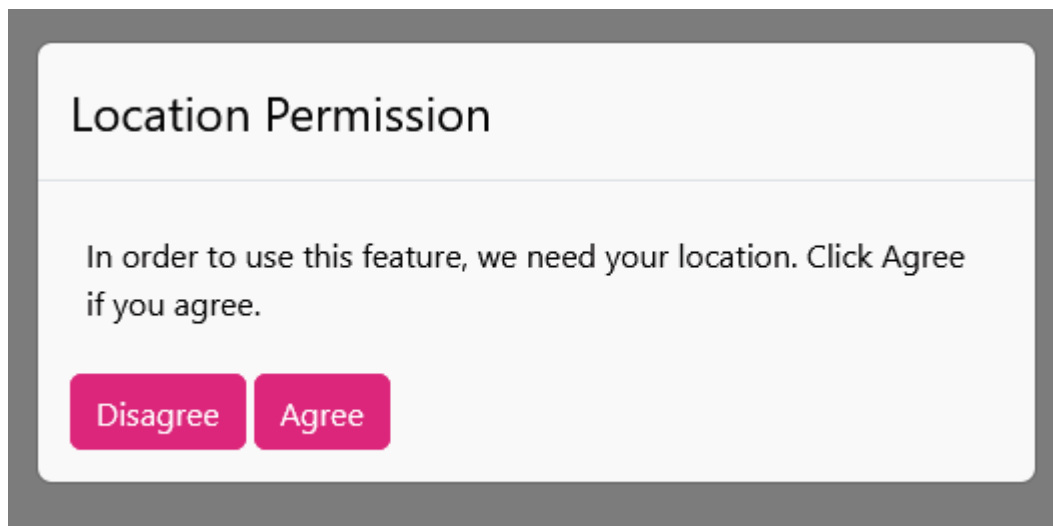 Location Permission
In order to use this feature, we need your location. Click Agree
if you agree.
Disagree
Agree